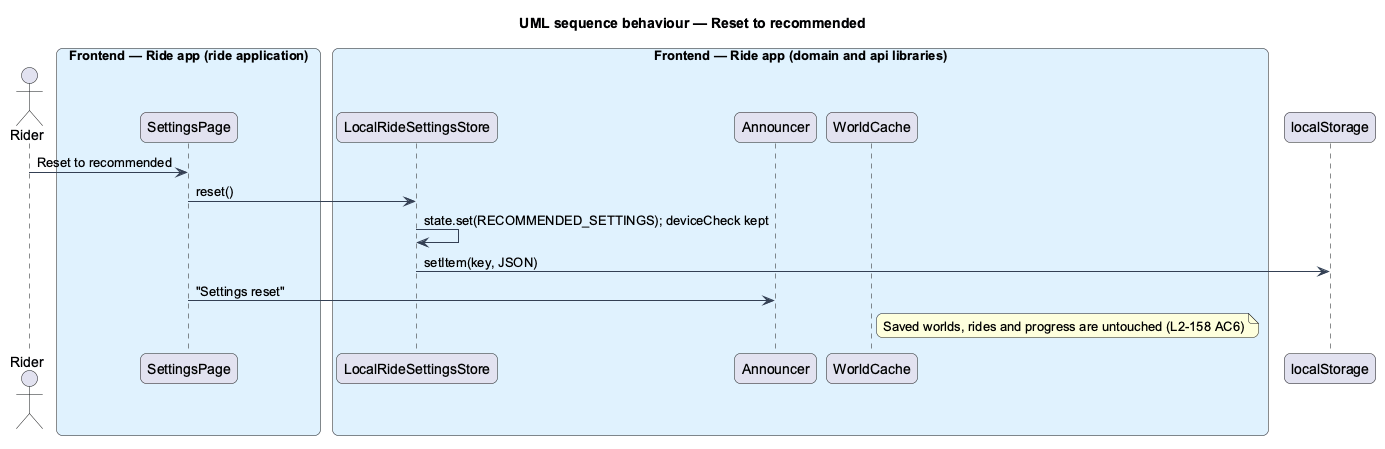 UML sequence behaviour — Reset to recommended
Frontend — Ride app (ride application)
Frontend — Ride app (domain and api libraries)
Rider
SettingsPage
LocalRideSettingsStore
Announcer
WorldCache
localStorage
Reset to recommended
reset()
state.set(RECOMMENDED_SETTINGS); deviceCheck kept
setItem(key, JSON)
"Settings reset"
Saved worlds, rides and progress are untouched (L2-158 AC6)
Rider
SettingsPage
LocalRideSettingsStore
Announcer
WorldCache
localStorage